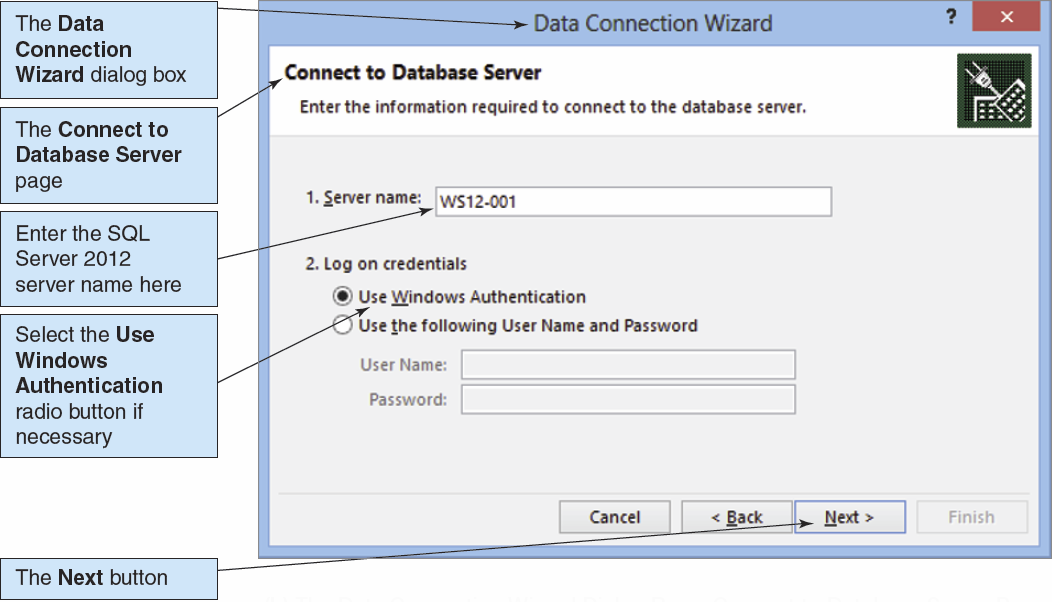 The Data
Connection
Wizard dialog box
The Connect to
Database Server
page
Enter the SQL
Server 2012
server name here
Select the Use
Windows
Authentication
radio button if
necessary
The Next button
Data Connection Wizard
?
Connect to Database Server
Enter the information required to connect to the database server.
1. Server name: WS12-001
2. Log on credentials
Use Windows Authentication
Use the following User Name and Password
User Name:
Password:
Cancel < Back Next > Finish